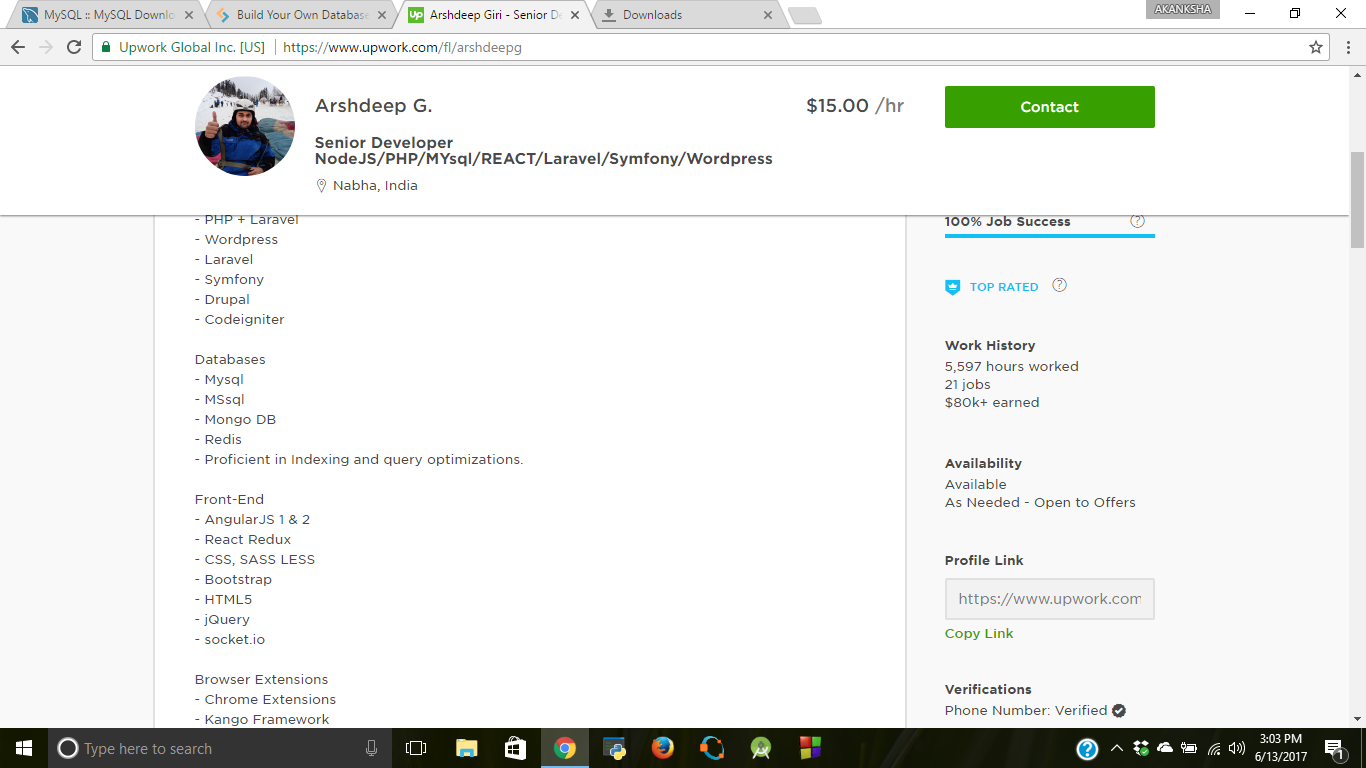 MySQL :: MySQL Downlo
Build Your Own Database
Up Arshdeep Giri - Senior De
Downloads
AKANKSHA
Upwork Global Inc. [US] https://www.upwork.com/fl/arshdeepg
Arshdeep G.
$15.00 /hr
Contact
Senior Developer
NodeJS/PHP/MYsql/REACT/Laravel/Symfony/Wordpress
Nabha, India
- PHP + Laravel
- Wordpress
- Laravel
- Symfony
- Drupal
- Codeigniter
Databases
- Mysql
- MSsql
- Mongo DB
- Redis
- Proficient in Indexing and query optimizations.
Front-End
- AngularJS 1 & 2
- React Redux
- CSS, SASS LESS
- Bootstrap
- HTML5
- jQuery
- socket.io
Browser Extensions
- Chrome Extensions
- Kango Framework
100% Job Success ?
TOP RATED ?
Work History
5,597 hours worked
21 jobs
$80k+ earned
Availability
Available
As Needed - Open to Offers
Profile Link
https://www.upwork.com
Copy Link
Verifications
Phone Number: Verified
Type here to search
?
3:03 PM
6/13/2017
1